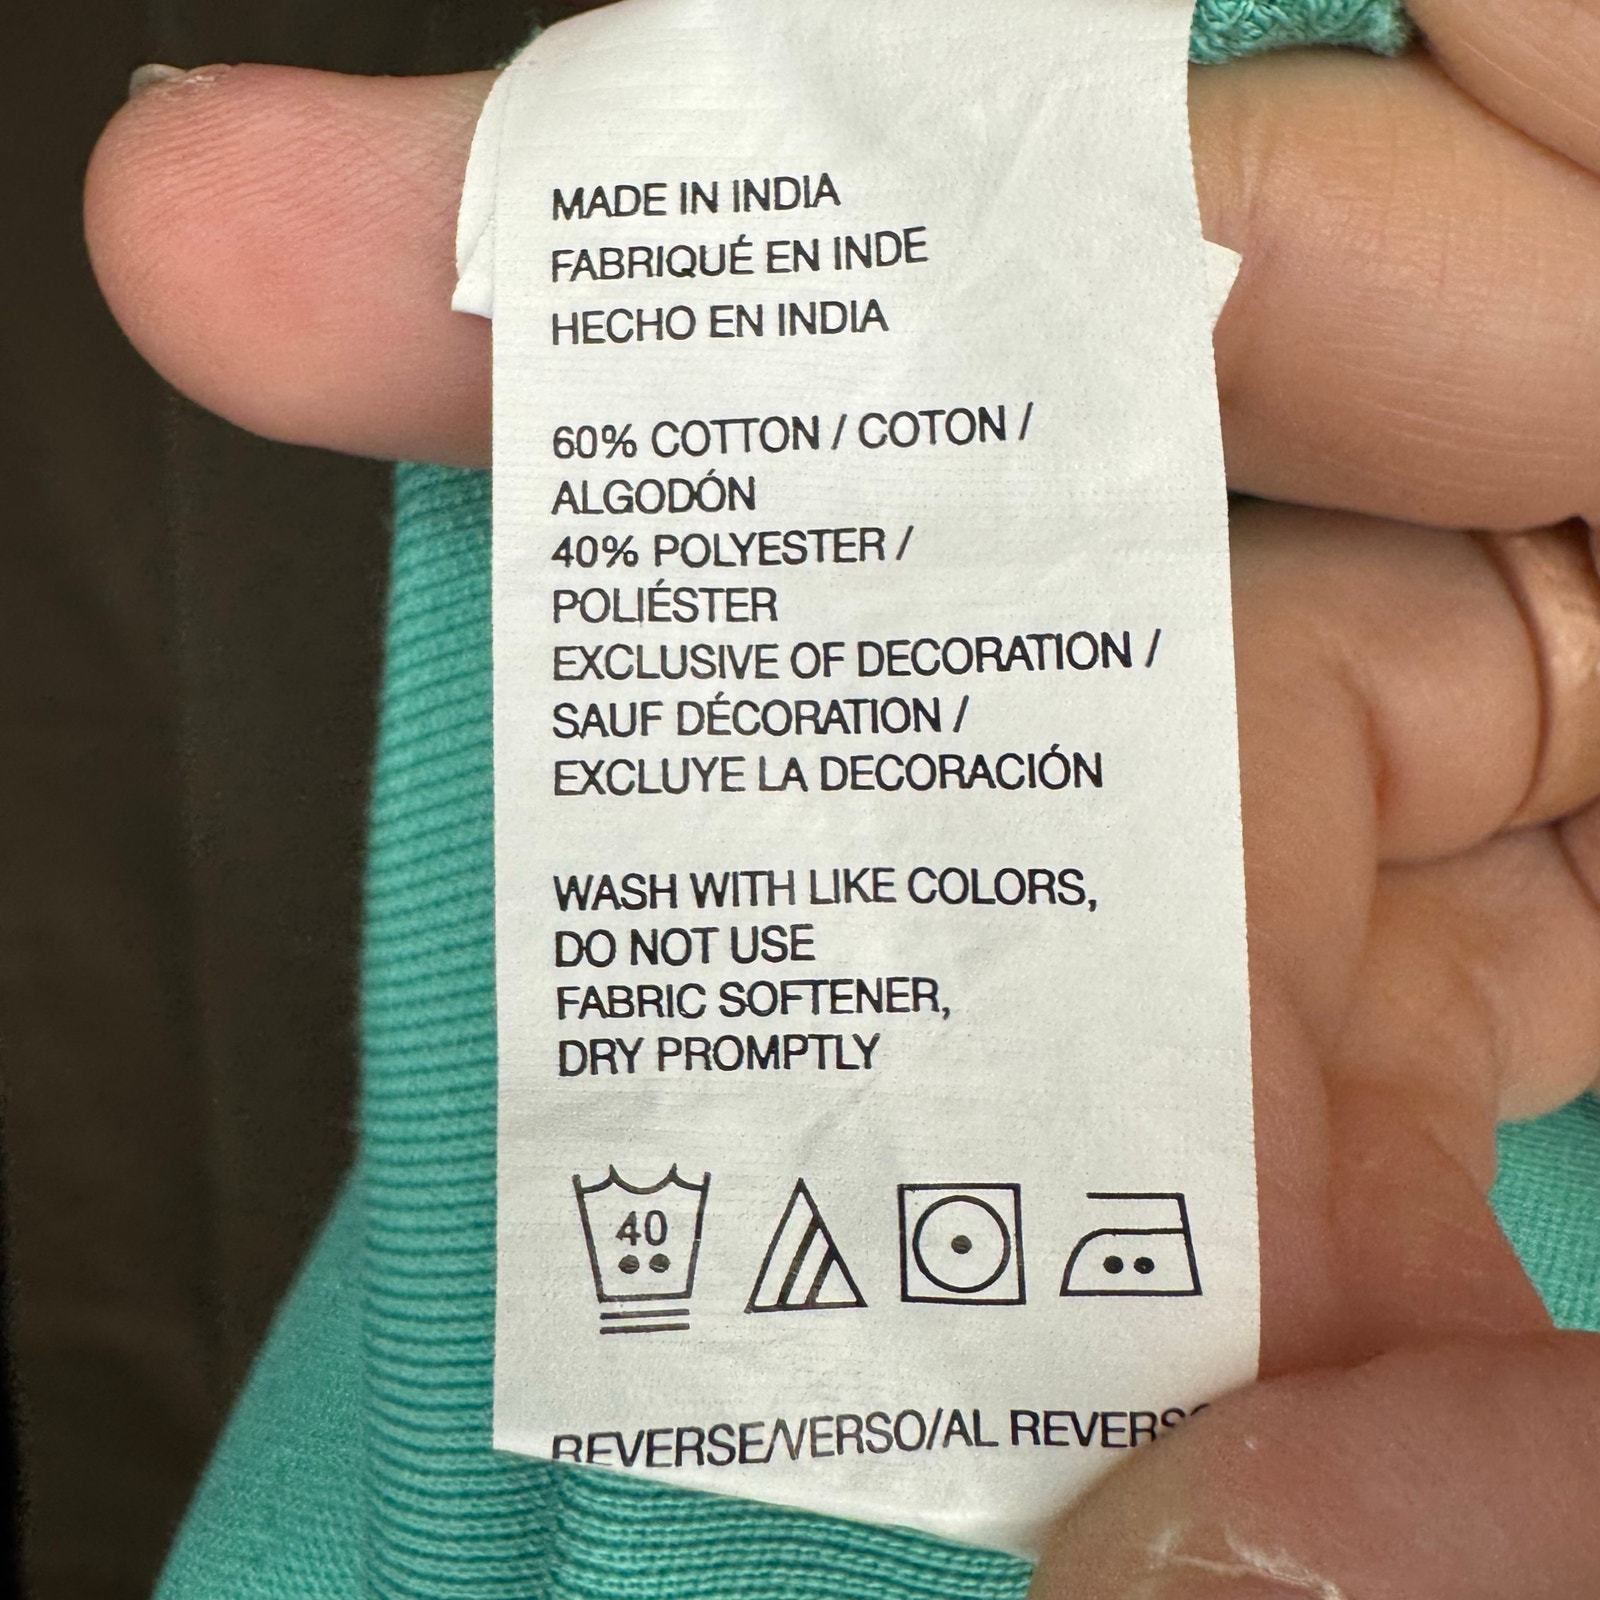 MADE IN INDIA
FABRIQUÉ EN INDE
HECHO EN INDIA
60% COTTON / COTON /
ALGODÓN
40% POLYESTER /
POLIÉSTER
EXCLUSIVE OF DECORATION /
SAUF DÉCORATION /
EXCLUYE LA DECORACIÓN
WASH WITH LIKE COLORS,
DO NOT USE
FABRIC SOFTENER,
DRY PROMPTLY
40
REVERSE/VERSO/AL REVERSO